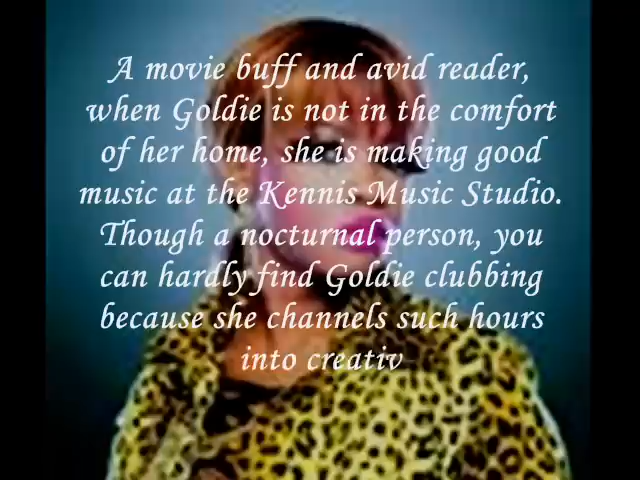 A movie buff and avid reader,
when Goldie is not in the comfort
of her home, she is making good
music at the Kennis Music Studio.
Though a nocturnal person, you
can hardly find Goldie clubbing
because she channels such hours
into creativ